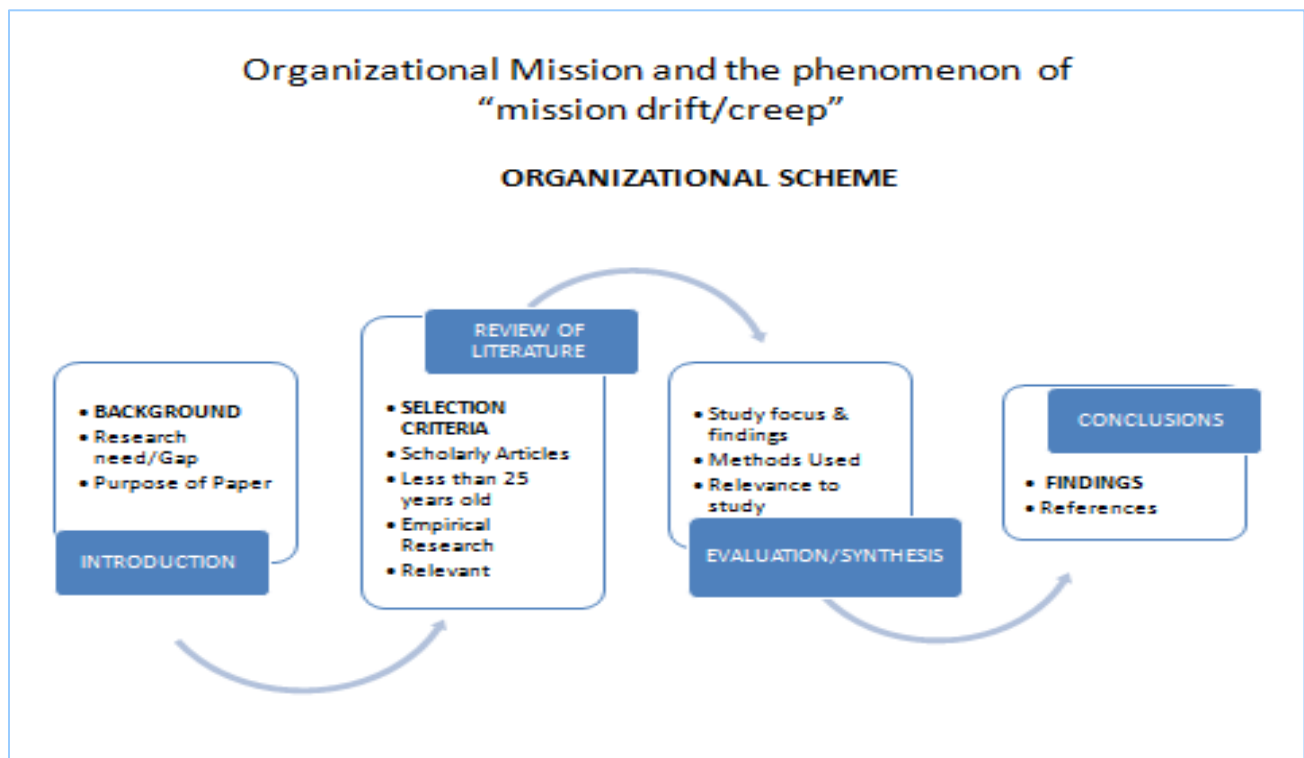 Organizational Mission and the phenomenon of
“mission drift/creep”
ORGANIZATIONAL SCHEME
• BACKGROUND
• Research
need/Gap
• Purpose of Paper
INTRODUCTION
REVIEW OF
LITERATURE
• SELECTION
CRITERIA
• Scholarly Articles
• Less than 25
years old
• Empirical
Research
• Relevant
• Study focus &
findings
• Methods Used
• Relevance to
study
EVALUATION/SYNTHESIS
CONCLUSIONS
• FINDINGS
• References